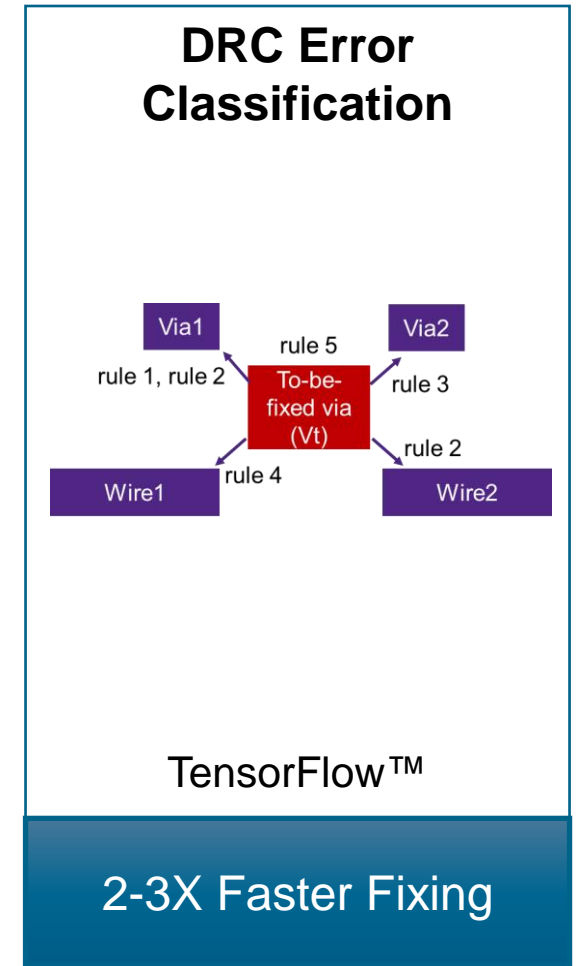 DRC Error
Classification
Via1
Via2
rule 5
rule 1, rule 2
To-be-
fixed via
(Vt)
rule 3
rule 2
rule 4
Wire1
Wire2
TensorFlow™
2-3X Faster Fixing